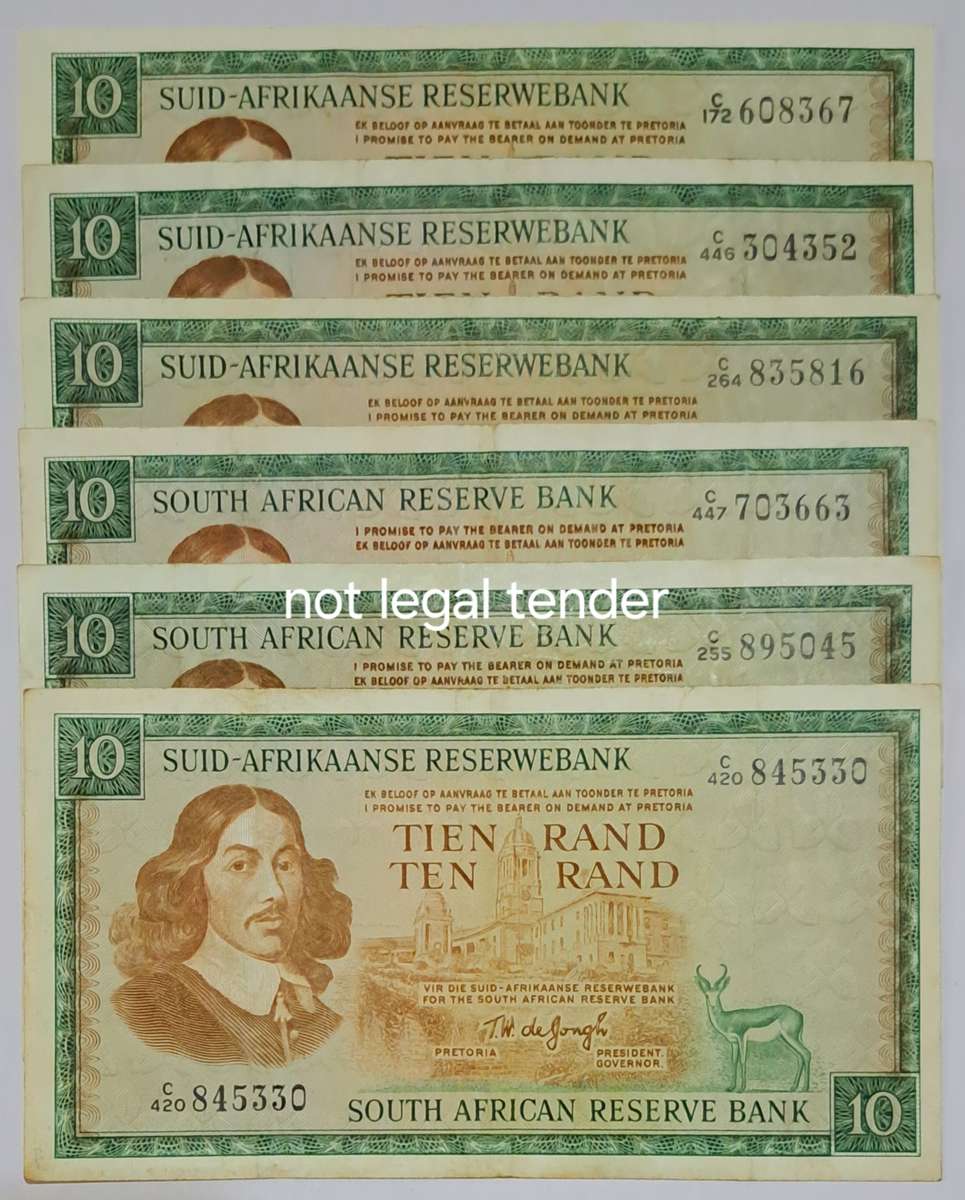 10
SUID-AFRIKAANSE RESERWEBANK
C/172 608367
EK BELOOF OP AANVRAAG TE BETAAL AAN TOONDER TE PRETORIA
I PROMISE TO PAY THE BEARER ON DEMAND AT PRETORIA
10
SUID-AFRIKAANSE RESERWEBANK
C/446 304352
EK BELOOF OP AANVRAAG TE BETAAL AAN TOONDER TE PRETORIA
I PROMISE TO PAY THE BEARER ON DEMAND AT PRETORIA
10
SUID-AFRIKAANSE RESERWEBANK
C/264 835816
EK BELOOF OP AANVRAAG TE BETAAL AAN TOONDER TE PRETORIA
I PROMISE TO PAY THE BEARER ON DEMAND AT PRETORIA
10
SOUTH AFRICAN RESERVE BANK
C/447 703663
I PROMISE TO PAY THE BEARER ON DEMAND AT PRETORIA
EK BELOOF OP AANVRAAG TE BETAAL AAN TOONDER TE PRETORIA
not legal tender
10
SOUTH AFRICAN RESERVE BANK
C/255 895045
I PROMISE TO PAY THE BEARER ON DEMAND AT PRETORIA
EK BELOOF OP AANVRAAG TE BETAAL AAN TOONDER TE PRETORIA
10
SUID-AFRIKAANSE RESERWEBANK
C/420 845330
EK BELOOF OP AANVRAAG TE BETAAL AAN TOONDER TE PRETORIA
I PROMISE TO PAY THE BEARER ON DEMAND AT PRETORIA
TIEN RAND
TEN RAND
VIR DIE SUID-AFRIKAANSE RESERWEBANK
FOR THE SOUTH AFRICAN RESERVE BANK
T.W. de Jongh
PRETORIA
PRESIDENT.
GOVERNOR.
C/420 845330
SOUTH AFRICAN RESERVE BANK
10